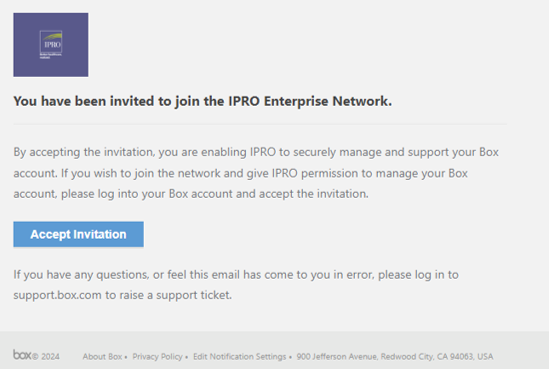 IPRO
You have been invited to join the IPRO Enterprise Network.
By accepting the invitation, you are enabling IPRO to securely manage and support your Box
account. If you wish to join the network and give IPRO permission to manage your Box
account, please log into your Box account and accept the invitation.
Accept Invitation
If you have any questions, or feel this email has come to you in error, please log in to
support.box.com to raise a support ticket.
box © 2024 About Box • Privacy Policy • Edit Notification Settings • 900 Jefferson Avenue, Redwood City, CA 94063, USA